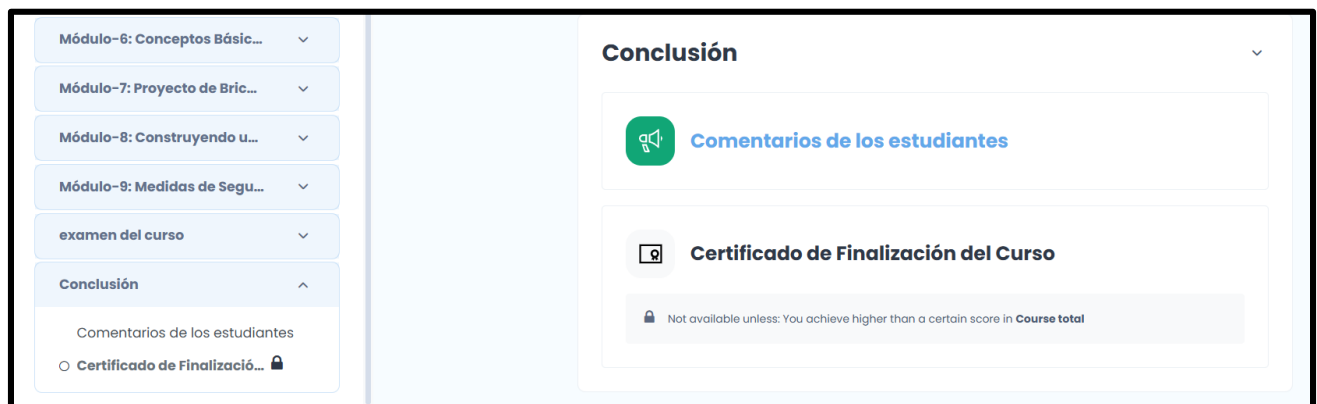 Módulo-6: Conceptos Básic...
Módulo-7: Proyecto de Bric...
Módulo-8: Construyendo u...
Módulo-9: Medidas de Segu...
examen del curso
Conclusión
Comentarios de los estudiantes
Certificado de Finalizació...
Conclusión
Comentarios de los estudiantes
Certificado de Finalización del Curso
Not available unless: You achieve higher than a certain score in Course total